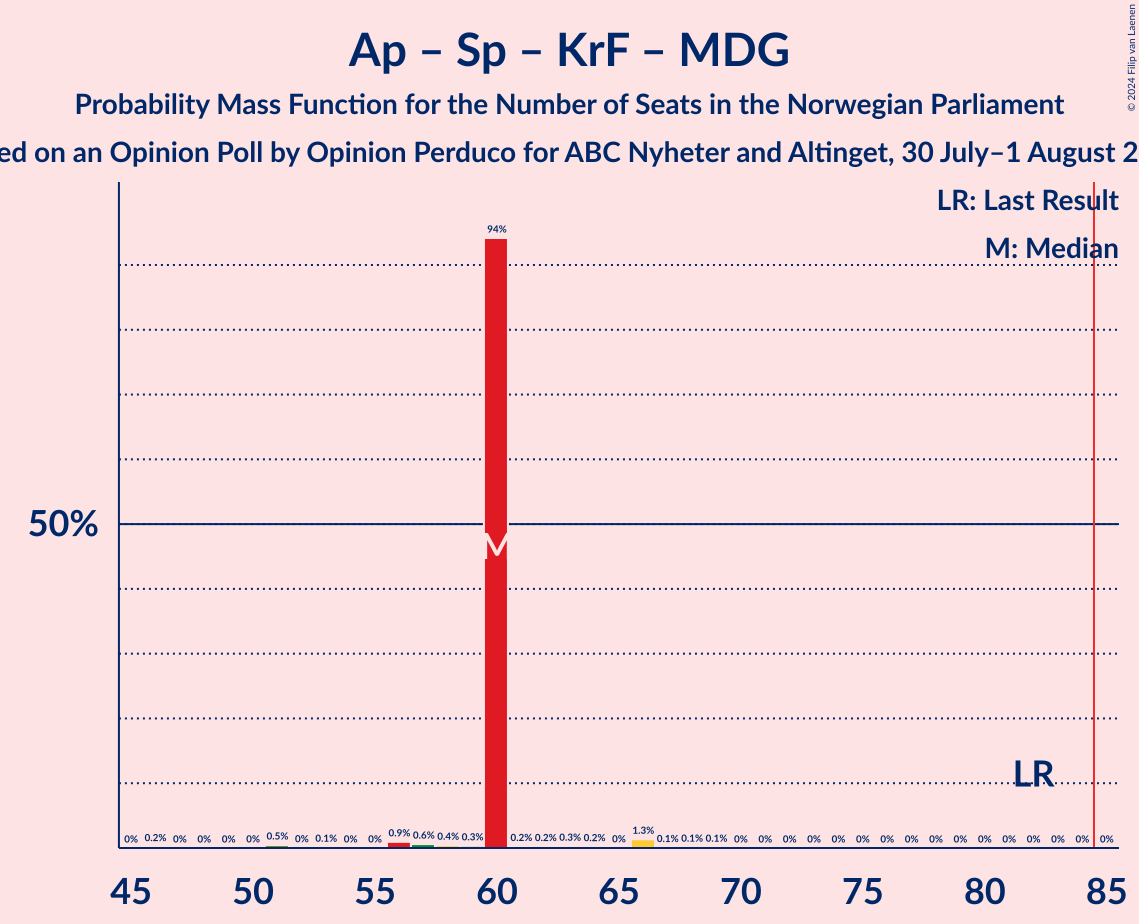 Ap – Sp – KrF – MDG
Probability Mass Function for the Number of Seats in the Norwegian Parliament
ed on an Opinion Poll by Opinion Perduco for ABC Nyheter and Altinget, 30 July–1 August 2
© 2024 Filip van Laenen
LR: Last Result
M: Median
94%
50%
M
LR
0% 0.2% 0% 0% 0% 0% 0.5% 0% 0.1% 0% 0% 0.9% 0.6% 0.4% 0.3% 0.2% 0.2% 0.3% 0.2% 0% 1.3% 0.1% 0.1% 0.1% 0% 0% 0% 0% 0% 0% 0% 0% 0% 0% 0% 0% 0% 0% 0% 0%
45 50 55 60 65 70 75 80 85